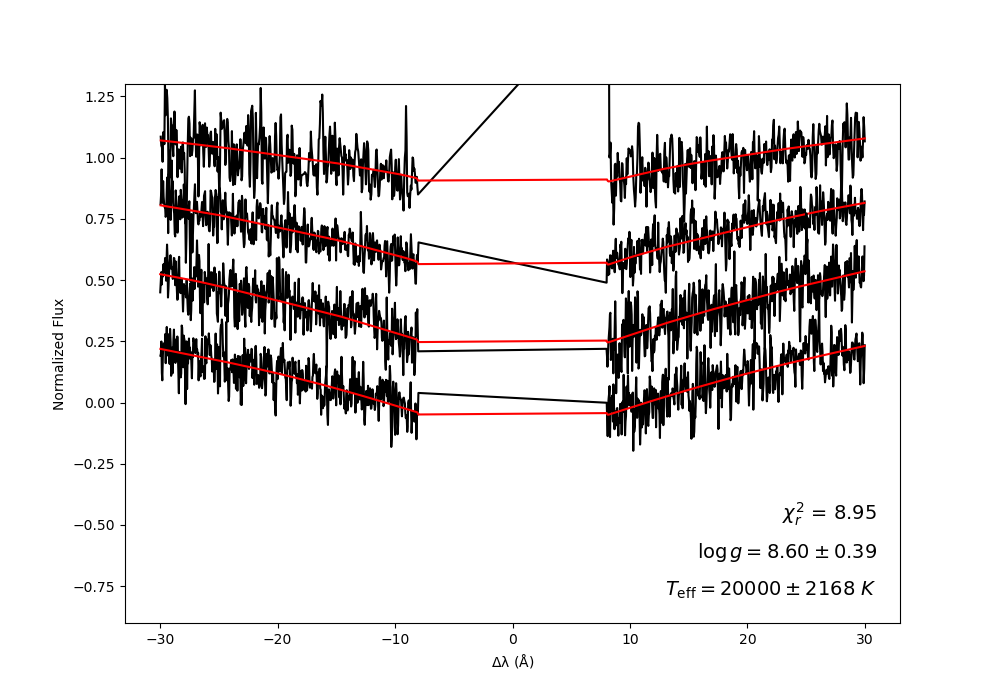 1.25
1.00
0.75
0.50
0.25
0.00
−0.25
−0.50
−0.75
Normalized Flux
χ²ᵣ = 8.95
log g = 8.60 ± 0.39
T_eff = 20000 ± 2168 K
−30 −20 −10 0 10 20 30
Δλ (Å)